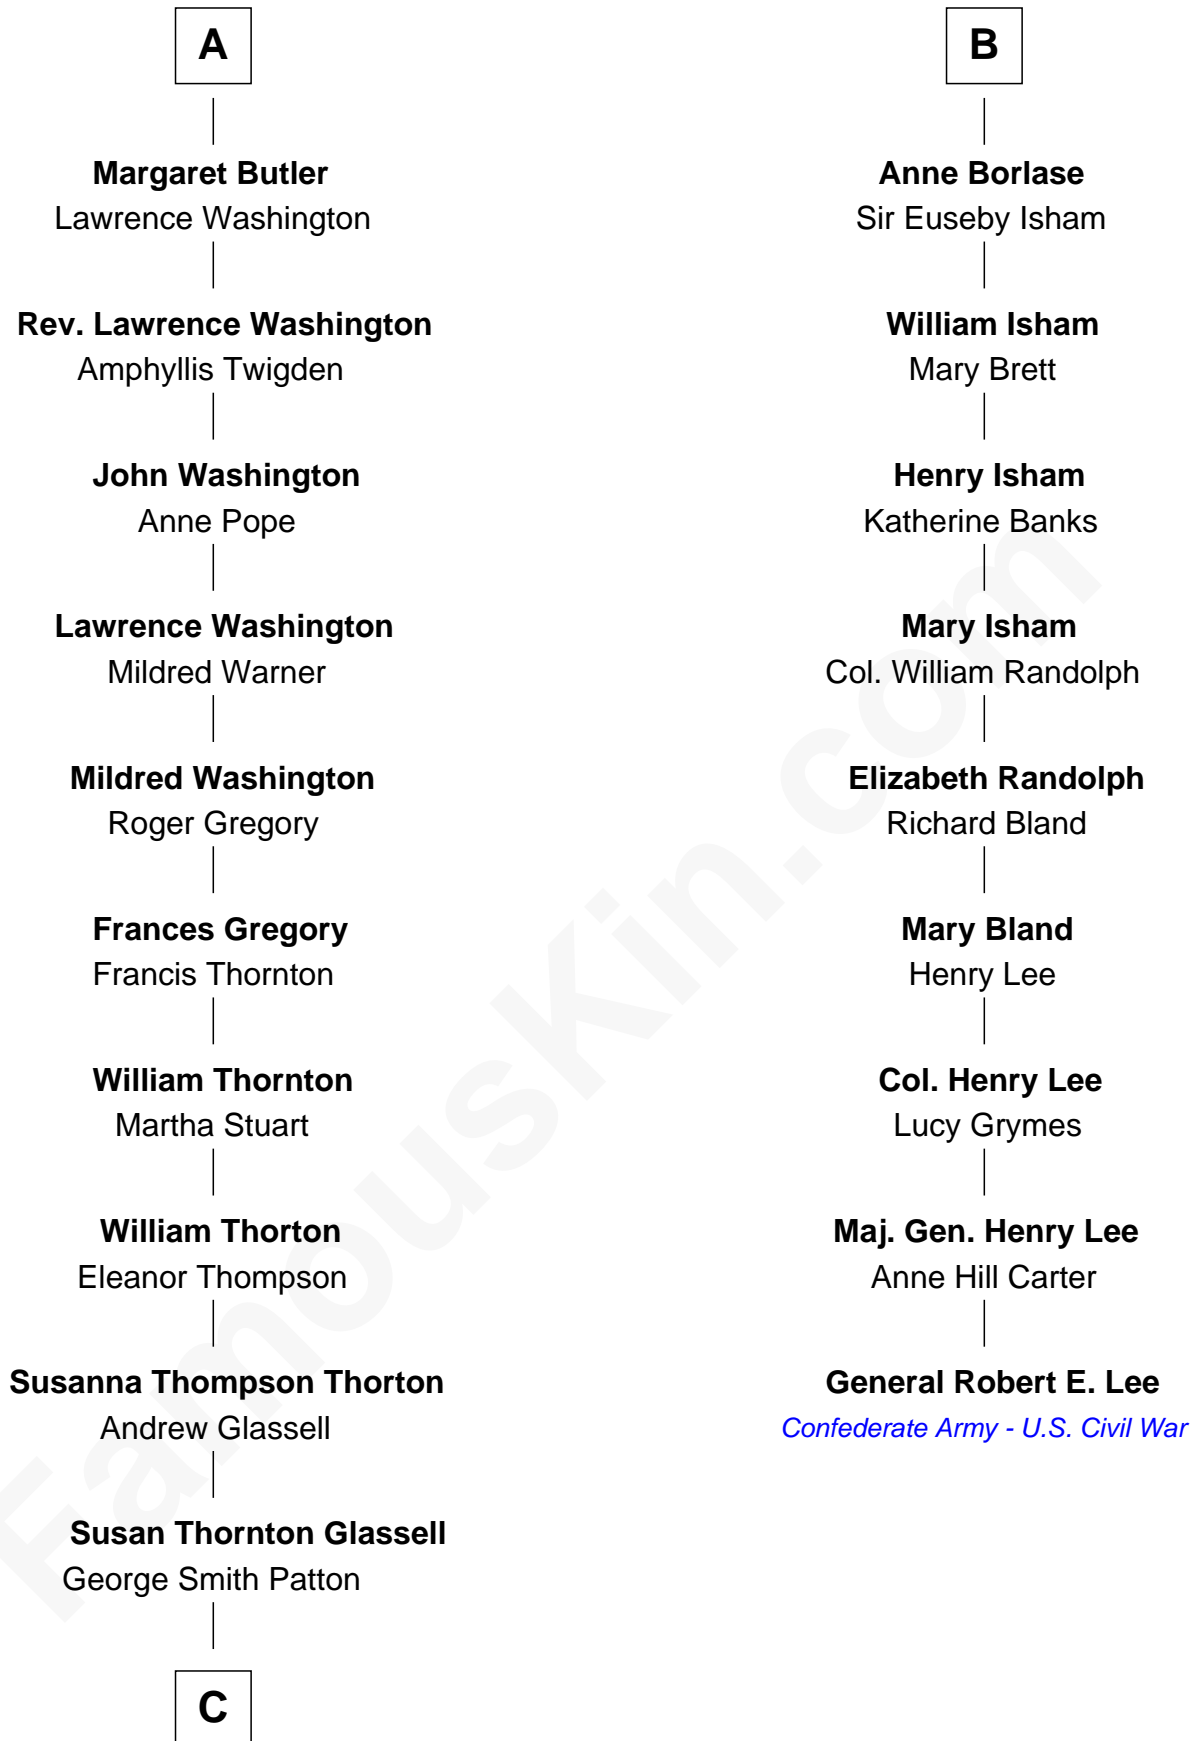 A
Margaret Butler
Lawrence Washington
Rev. Lawrence Washington
Amphyllis Twigden
John Washington
Anne Pope
Lawrence Washington
Mildred Warner
Mildred Washington
Roger Gregory
Frances Gregory
Francis Thornton
William Thornton
Martha Stuart
William Thorton
Eleanor Thompson
Susanna Thompson Thorton
Andrew Glassell
Susan Thornton Glassell
George Smith Patton
C
B
Anne Borlase
Sir Euseby Isham
William Isham
Mary Brett
Henry Isham
Katherine Banks
Mary Isham
Col. William Randolph
Elizabeth Randolph
Richard Bland
Mary Bland
Henry Lee
Col. Henry Lee
Lucy Grymes
Maj. Gen. Henry Lee
Anne Hill Carter
General Robert E. Lee
Confederate Army - U.S. Civil War
FamousKin.com